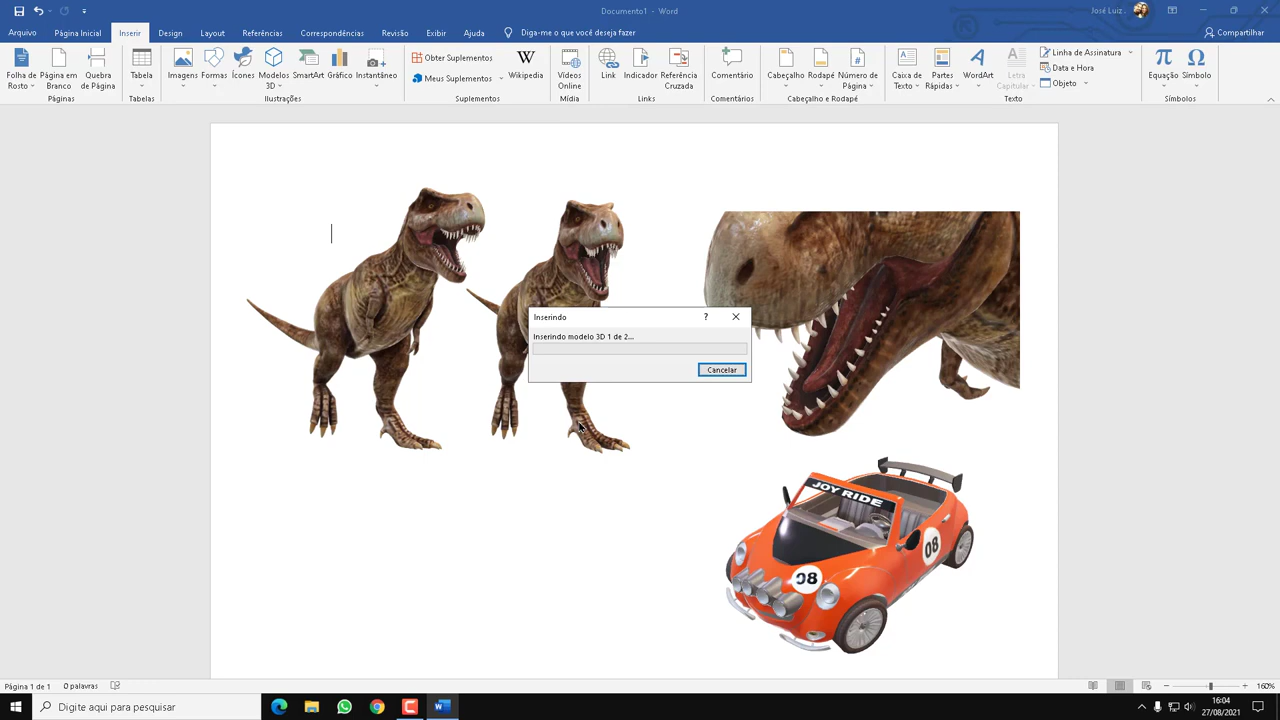 Documento1 - Word
José Luiz .
Arquivo
Página Inicial
Inserir
Design
Layout
Referências
Correspondências
Revisão
Exibir
Ajuda
Diga-me o que você deseja fazer
Compartilhar
Folha de Rosto
Página em Branco
Quebra de Página
Páginas
Tabela
Tabelas
Imagens
Formas
Ícones
Modelos 3D
SmartArt
Gráfico
Instantâneo
Ilustrações
Obter Suplementos
Meus Suplementos
W
Wikipedia
Suplementos
Vídeos Online
Mídia
Link
Indicador
Referência Cruzada
Links
Comentário
Comentários
Cabeçalho
Rodapé
Número de Página
Cabeçalho e Rodapé
Caixa de Texto
Partes Rápidas
WordArt
Letra Capitular
Linha de Assinatura
Data e Hora
Objeto
Texto
Equação
Símbolo
Símbolos
Inserindo
Inserindo modelo 3D 1 de 2...
Cancelar
JOY RIDE
08
08
Página 1 de 1
0 palavras
160%
Digite aqui para pesquisar
16:04
27/08/2021